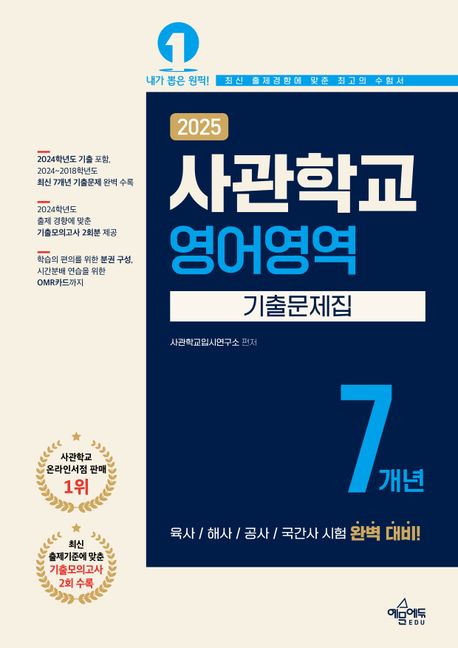 1
내가 뽑은 원픽!
최신 출제경향에 맞춘 최고의 수험서
2025
사관학교
영어영역
기출문제집
사관학교입시연구소 편저
2024학년도 기출 포함,
2024~2018학년도
최신 7개년 기출문제 완벽 수록
2024학년도
출제 경향에 맞춘
기출모의고사 2회분 제공
학습의 편의를 위한 분권 구성,
시간분배 연습을 위한
OMR카드까지
7개년
사관학교
온라인서점 판매
1위
최신
출제기준에 맞춘
기출모의고사
2회 수록
육사 / 해사 / 공사 / 국간사 시험 완벽 대비!
예문에듀
EDU